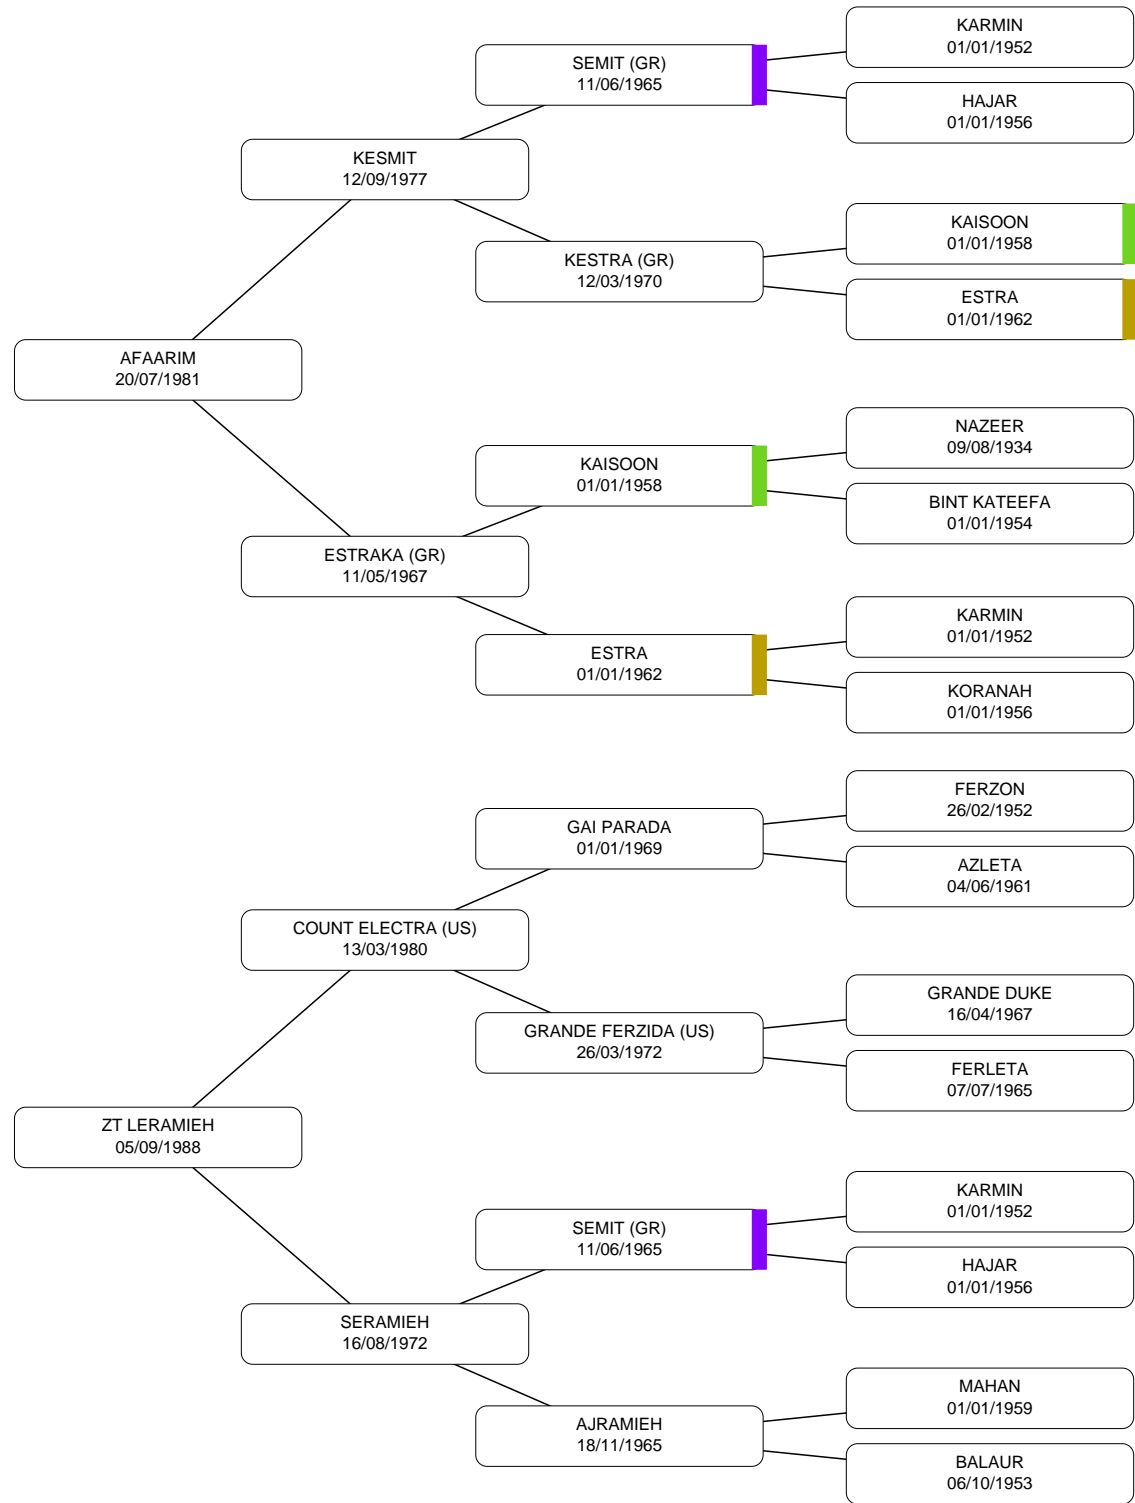 KARMIN
01/01/1952
SEMIT (GR)
11/06/1965
HAJAR
01/01/1956
KESMIT
12/09/1977
KAISOON
01/01/1958
KESTRA (GR)
12/03/1970
ESTRA
01/01/1962
AFAARIM
20/07/1981
NAZEER
09/08/1934
KAISOON
01/01/1958
BINT KATEEFA
01/01/1954
ESTRAKA (GR)
11/05/1967
KARMIN
01/01/1952
ESTRA
01/01/1962
KORANAH
01/01/1956
FERZON
26/02/1952
GAI PARADA
01/01/1969
AZLETA
04/06/1961
COUNT ELECTRA (US)
13/03/1980
GRANDE DUKE
16/04/1967
GRANDE FERZIDA (US)
26/03/1972
FERLETA
07/07/1965
ZT LERAMIEH
05/09/1988
KARMIN
01/01/1952
SEMIT (GR)
11/06/1965
HAJAR
01/01/1956
SERAMIEH
16/08/1972
MAHAN
01/01/1959
AJRAMIEH
18/11/1965
BALAUR
06/10/1953